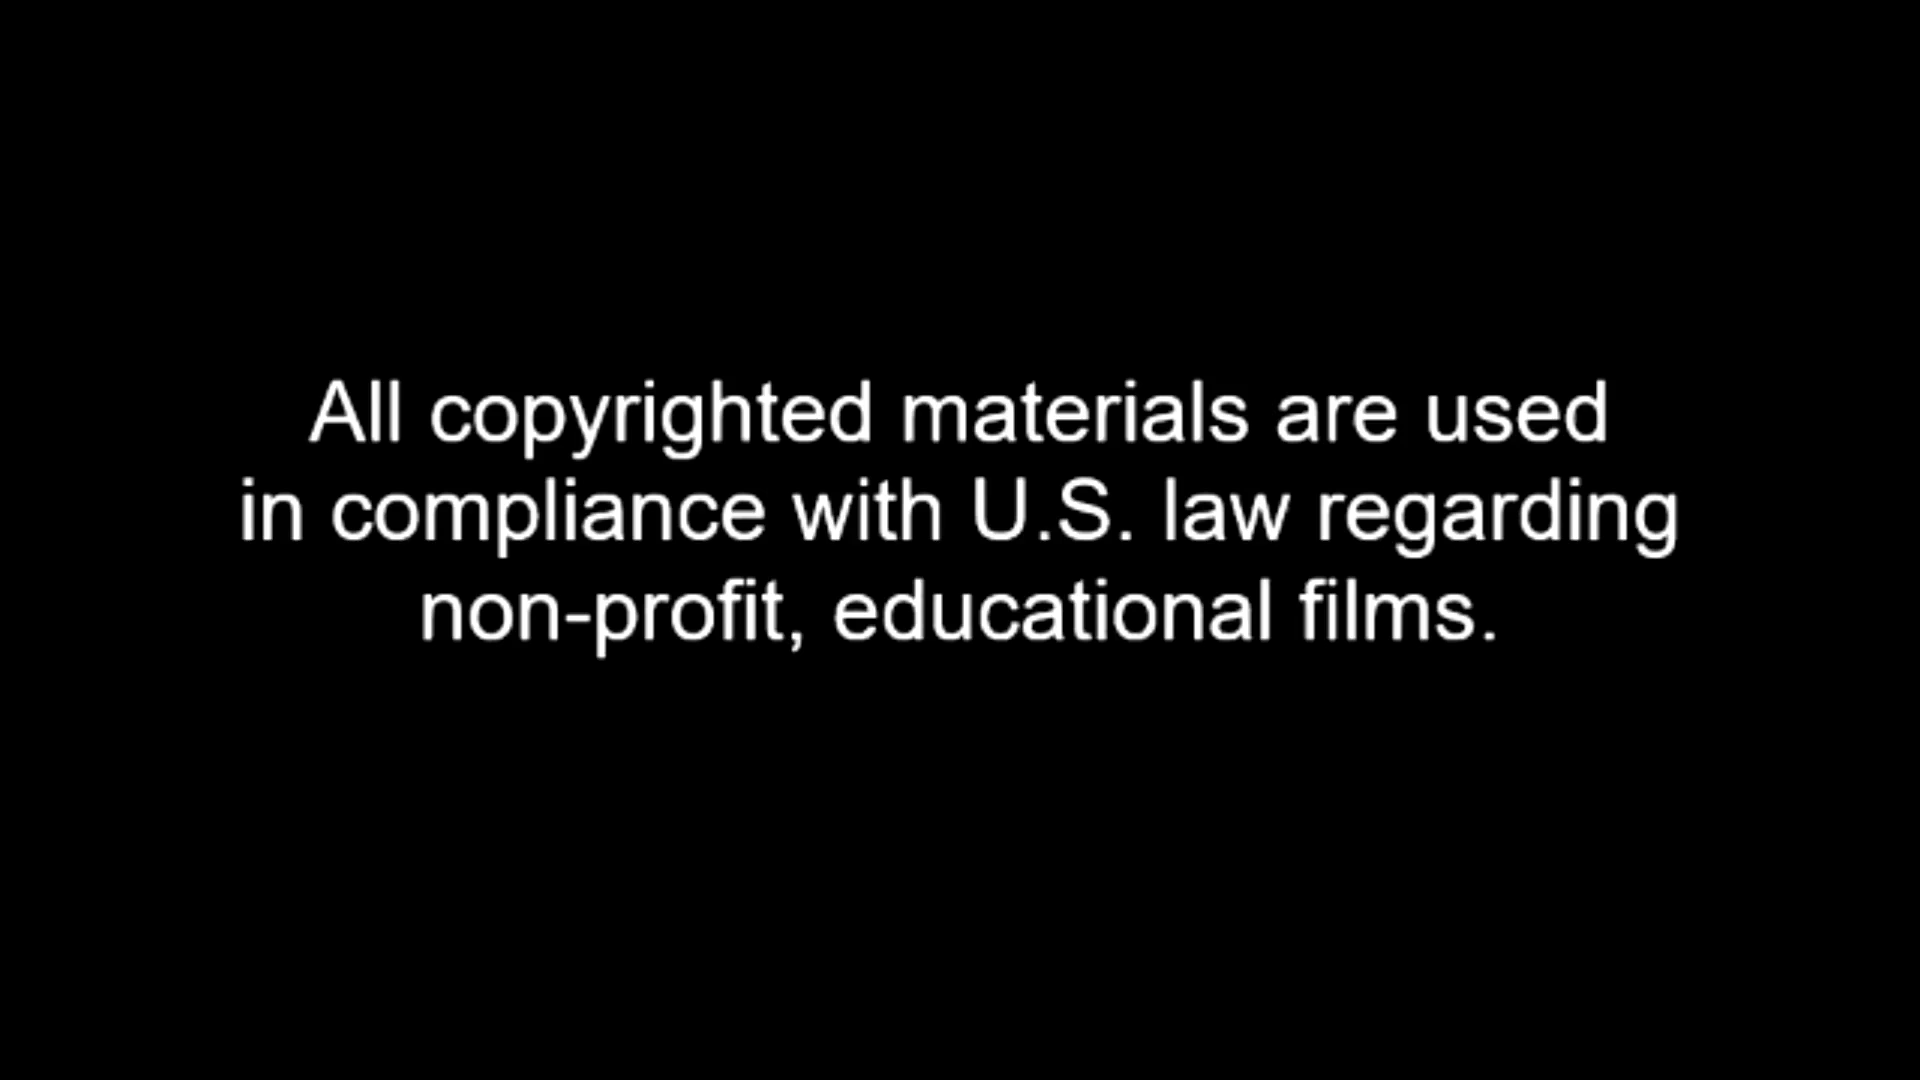 All copyrighted materials are used
in compliance with U.S. law regarding
non-profit, educational films.